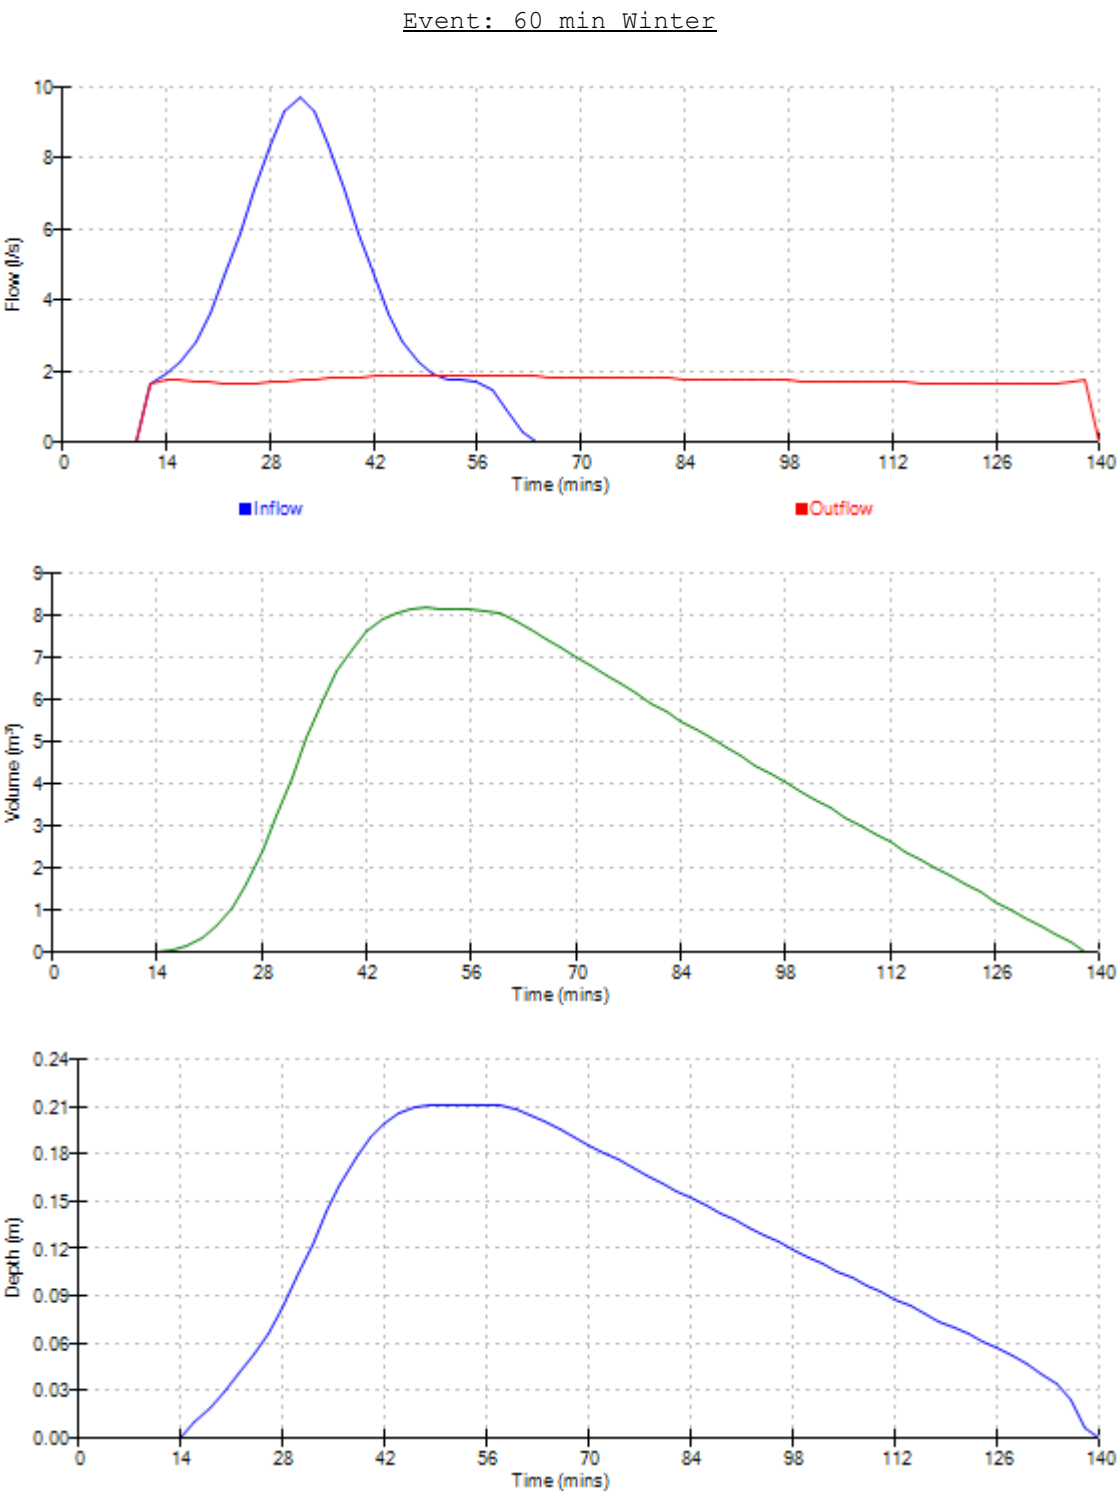 Event: 60 min Winter
10
8
6
4
2
0
Flow (l/s)
0 14 28 42 56 70 84 98 112 126 140
Time (mins)
Inflow Outflow
9
8
7
6
5
4
3
2
1
0
Volume (m³)
0 14 28 42 56 70 84 98 112 126 140
Time (mins)
0.24
0.21
0.18
0.15
0.12
0.09
0.06
0.03
0.00
Depth (m)
0 14 28 42 56 70 84 98 112 126 140
Time (mins)